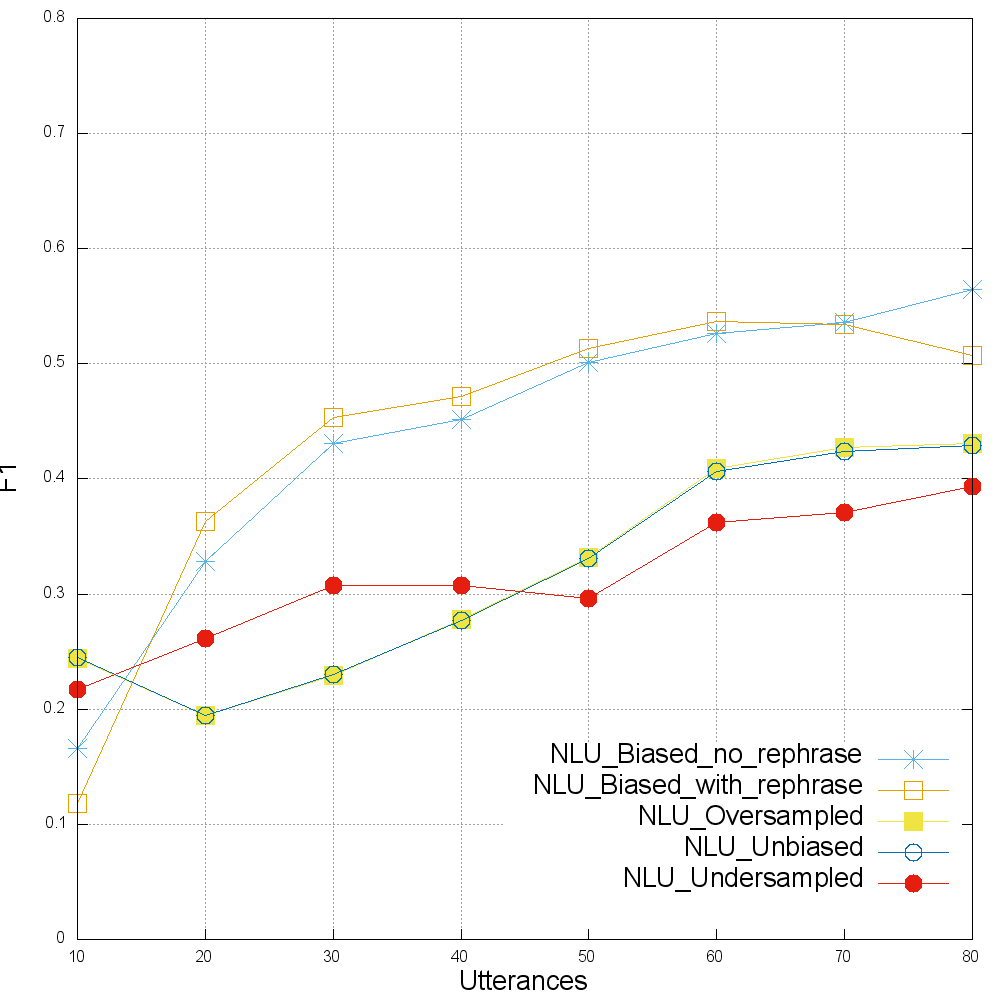 0.8
0.7
0.6
0.5
0.4
0.3
0.2
0.1
0
F1
NLU_Biased_no_rephrase
NLU_Biased_with_rephrase
NLU_Oversampled
NLU_Unbiased
NLU_Undersampled
10 20 30 40 50 60 70 80
Utterances